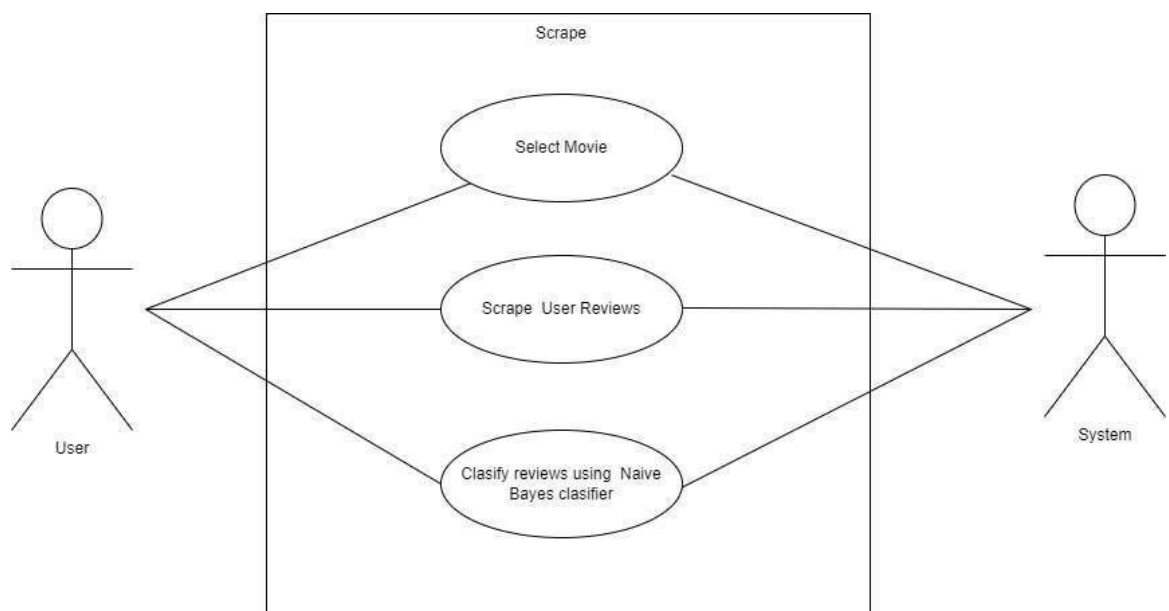 Scrape
Select Movie
Scrape  User Reviews
Clasify reviews using  Naive
Bayes clasifier
User
System